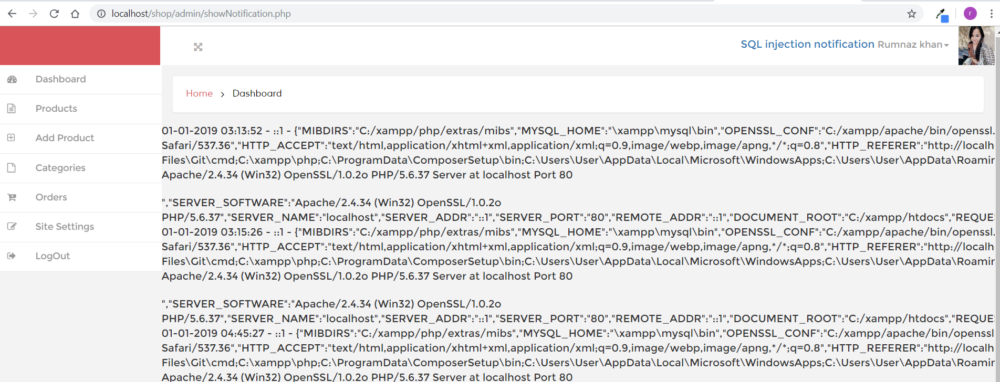 localhost/shop/admin/showNotification.php
r
SQL injection notification Rumnaz khan
Dashboard
Products
Add Product
Categories
Orders
Site Settings
LogOut
Home > Dashboard
01-01-2019 03:13:52 - ::1 - {"MIBDIRS":"C:/xampp/php/extras/mibs","MYSQL_HOME":"\xampp\mysql\bin","OPENSSL_CONF":"C:/xampp/apache/bin/openssl.
Safari/537.36","HTTP_ACCEPT":"text/html,application/xhtml+xml,application/xml;q=0.9,image/webp,image/apng,*/*;q=0.8","HTTP_REFERER":"http://localh
Files\Git\cmd;C:\xampp\php;C:\ProgramData\ComposerSetup\bin;C:\Users\User\AppData\Local\Microsoft\WindowsApps;C:\Users\User\AppData\Roamin
Apache/2.4.34 (Win32) OpenSSL/1.0.2o PHP/5.6.37 Server at localhost Port 80
","SERVER_SOFTWARE":"Apache/2.4.34 (Win32) OpenSSL/1.0.2o
PHP/5.6.37","SERVER_NAME":"localhost","SERVER_ADDR":"::1","SERVER_PORT":"80","REMOTE_ADDR":"::1","DOCUMENT_ROOT":"C:/xampp/htdocs","REQUES
01-01-2019 03:15:26 - ::1 - {"MIBDIRS":"C:/xampp/php/extras/mibs","MYSQL_HOME":"\xampp\mysql\bin","OPENSSL_CONF":"C:/xampp/apache/bin/openssl.
Safari/537.36","HTTP_ACCEPT":"text/html,application/xhtml+xml,application/xml;q=0.9,image/webp,image/apng,*/*;q=0.8","HTTP_REFERER":"http://localh
Files\Git\cmd;C:\xampp\php;C:\ProgramData\ComposerSetup\bin;C:\Users\User\AppData\Local\Microsoft\WindowsApps;C:\Users\User\AppData\Roamin
Apache/2.4.34 (Win32) OpenSSL/1.0.2o PHP/5.6.37 Server at localhost Port 80
","SERVER_SOFTWARE":"Apache/2.4.34 (Win32) OpenSSL/1.0.2o
PHP/5.6.37","SERVER_NAME":"localhost","SERVER_ADDR":"::1","SERVER_PORT":"80","REMOTE_ADDR":"::1","DOCUMENT_ROOT":"C:/xampp/htdocs","REQUES
01-01-2019 04:45:27 - ::1 - {"MIBDIRS":"C:/xampp/php/extras/mibs","MYSQL_HOME":"\xampp\mysql\bin","OPENSSL_CONF":"C:/xampp/apache/bin/openssl
Safari/537.36","HTTP_ACCEPT":"text/html,application/xhtml+xml,application/xml;q=0.9,image/webp,image/apng,*/*;q=0.8","HTTP_REFERER":"http://localh
Files\Git\cmd;C:\xampp\php;C:\ProgramData\ComposerSetup\bin;C:\Users\User\AppData\Local\Microsoft\WindowsApps;C:\Users\User\AppData\Roamin
Apache/2.4.34 (Win32) OpenSSL/1.0.2o PHP/5.6.37 Server at localhost Port 80